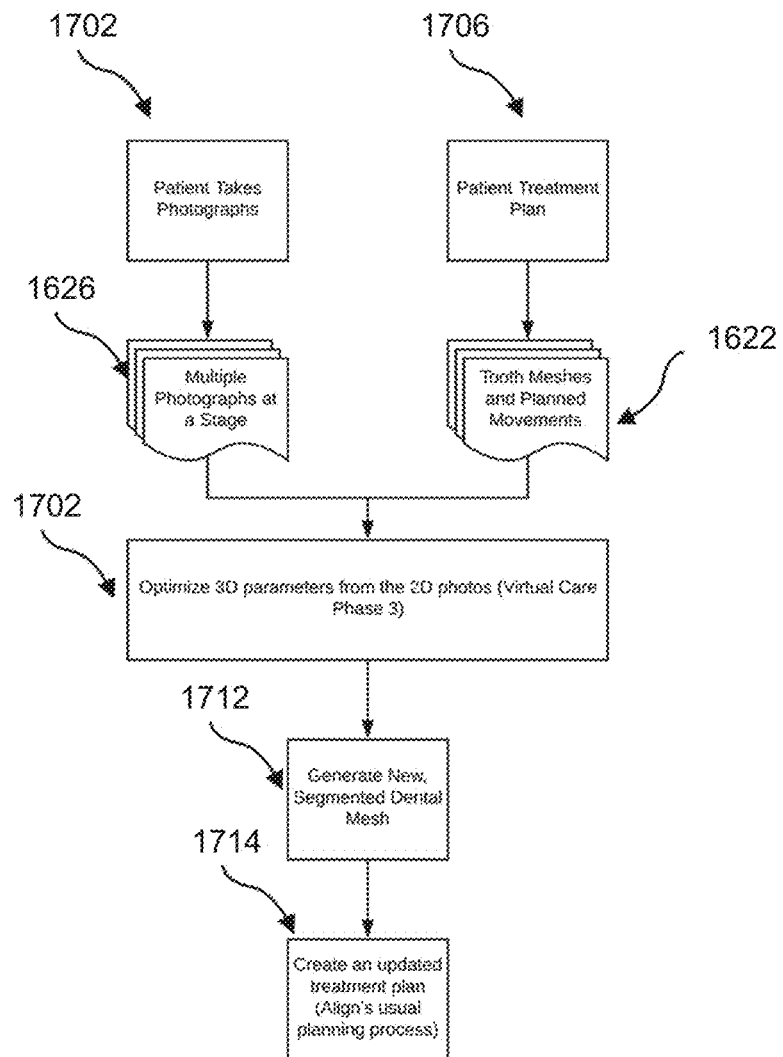 1702
1706
Patient Takes
Photographs
Patient Treatment
Plan
1626
1622
Multiple
Photographs at
a Stage
Tooth Meshes
and Planned
Movements
1702
Optimize 3D parameters from the 2D photos (Virtual Care
Phase 3)
1712
Generate New,
Segmented Dental
Mesh
1714
Create an updated
treatment plan
(Align's usual
planning process)